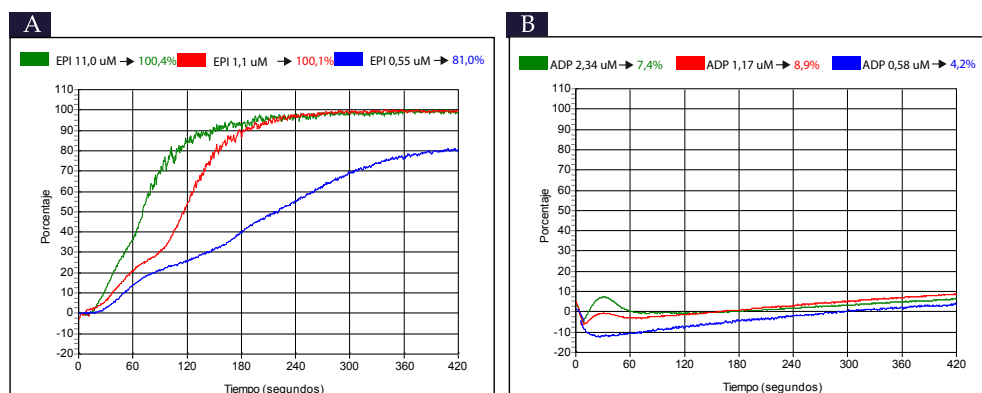 A
EPI 11,0 uM → 100,4% EPI 1,1 uM → 100,1% EPI 0,55 uM → 81,0%
110
100
90
80
70
60
50
40
30
20
10
0
-10
-20
Porcentaje
0 60 120 180 240 300 360 420
Tiempo (segundos)
B
ADP 2,34 uM → 7,4% ADP 1,17 uM → 8,9% ADP 0,58 uM → 4,2%
110
100
90
80
70
60
50
40
30
20
10
0
-10
-20
Porcentaje
0 60 120 180 240 300 360 420
Tiempo (segundos)